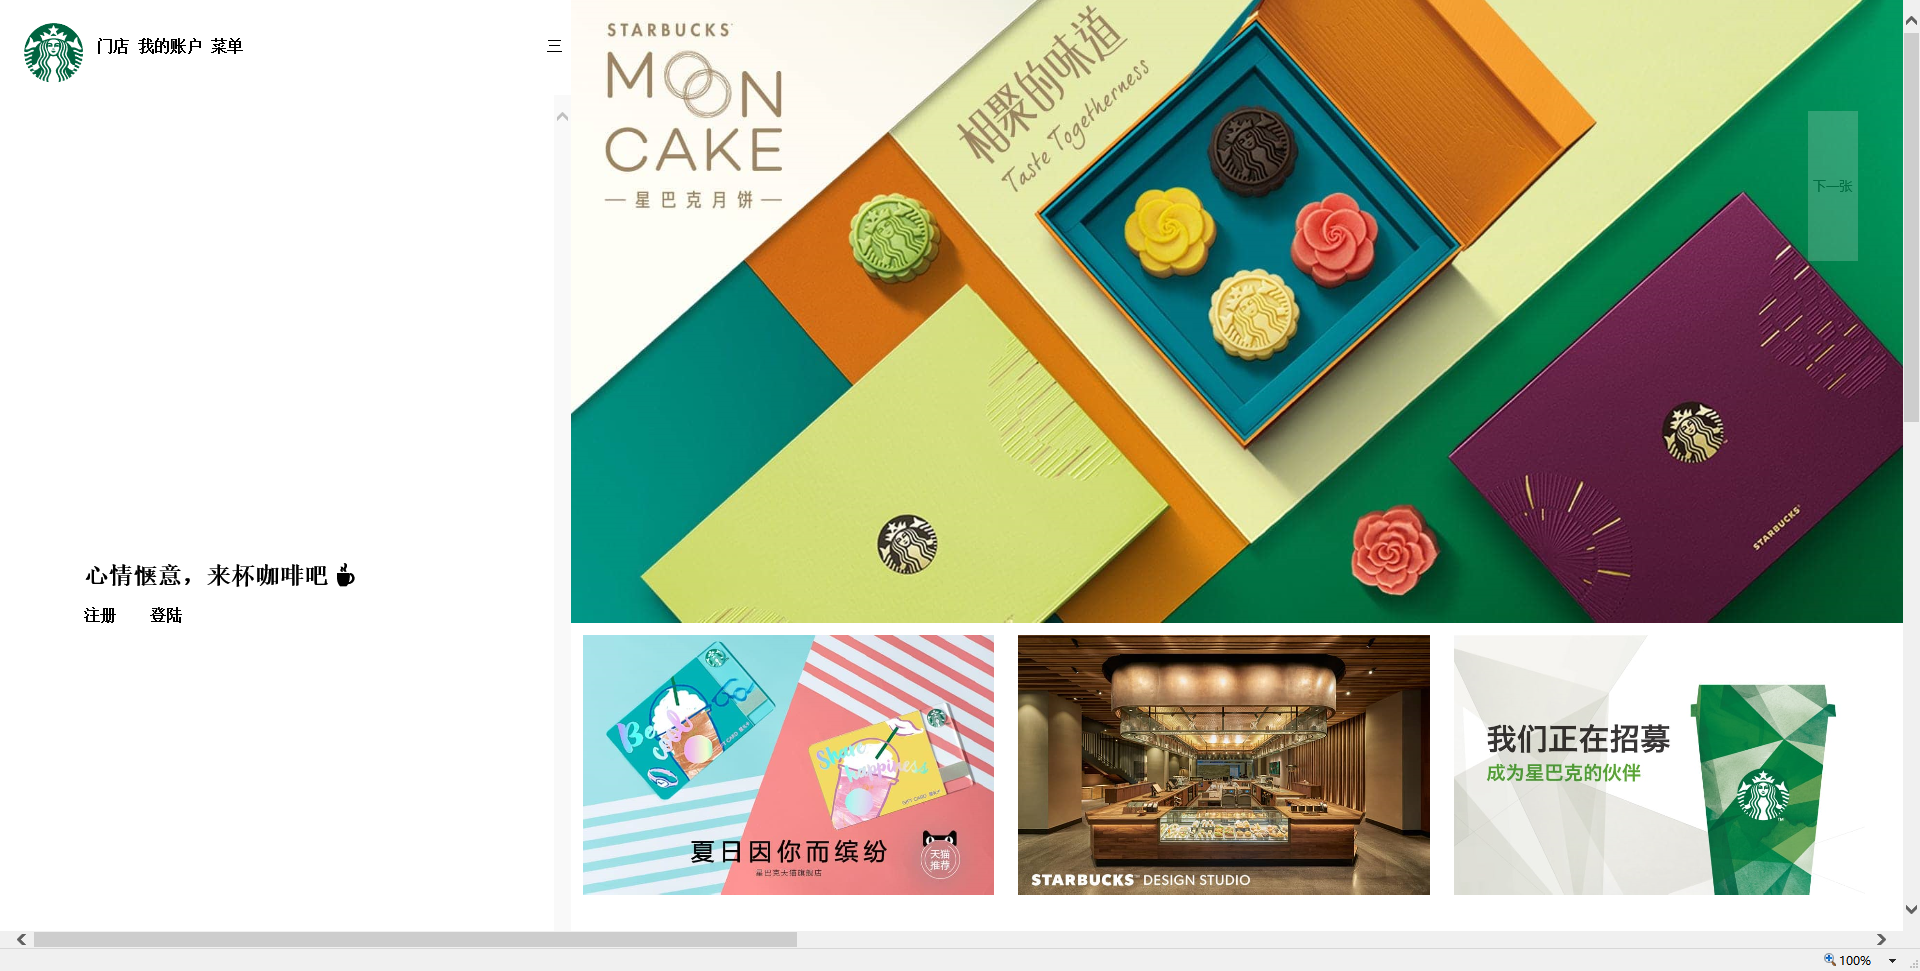 门店 我的账户 菜单
三
心情惬意，来杯咖啡吧
注册 登陆
STARBUCKS
MOON
CAKE
星巴克月饼
相聚的味道
Taste Togetherness
下一张
STARBUCKS
Be cool
Share happiness
夏日因你而缤纷
星巴克天猫旗舰店
天猫
推荐
STARBUCKS DESIGN STUDIO
我们正在招募
成为星巴克的伙伴
100%